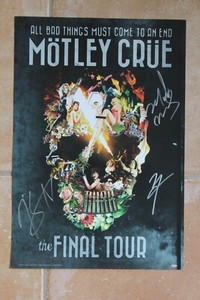 ALL BAD THINGS MUST COME TO AN END
MÖTLEY CRÜE
the FINAL TOUR